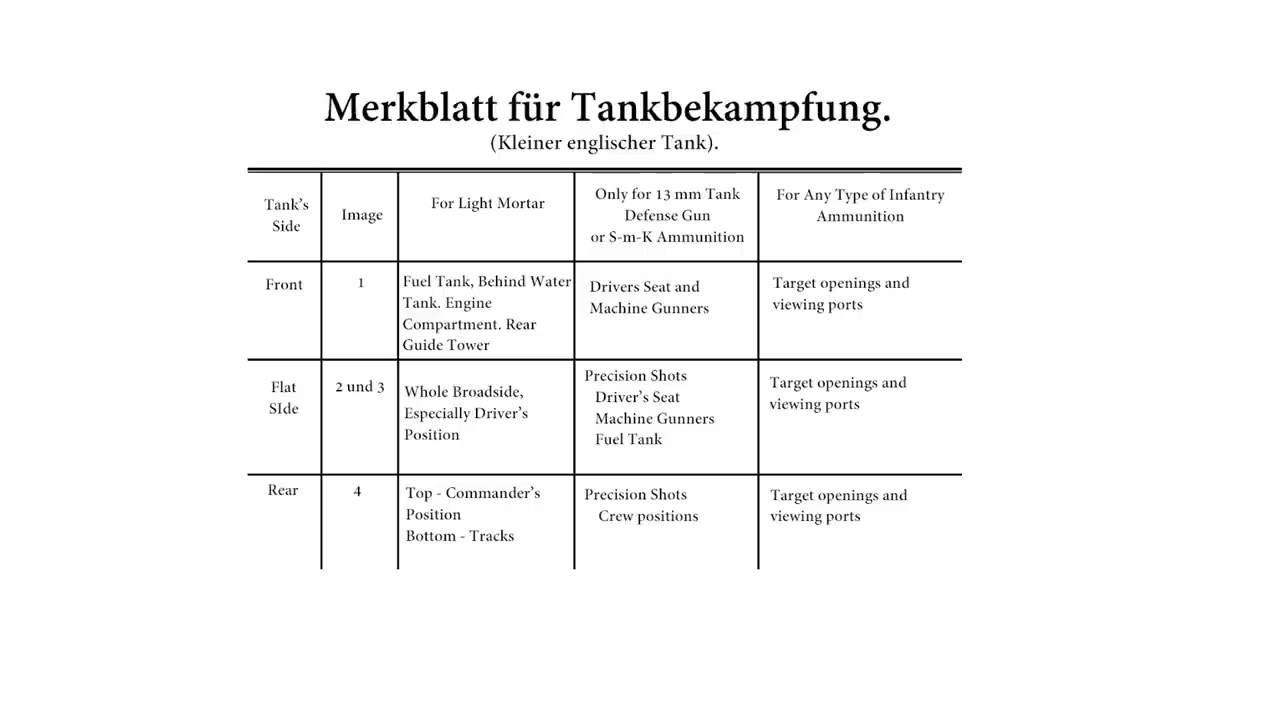 Merkblatt für Tankbekampfung.
(Kleiner englischer Tank).
Tank's
Side
Image
For Light Mortar
Only for 13 mm Tank
Defense Gun
or S-m-K Ammunition
For Any Type of Infantry
Ammunition
Front
1
Fuel Tank, Behind Water
Tank. Engine
Compartment. Rear
Guide Tower
Drivers Seat and
Machine Gunners
Target openings and
viewing ports
Flat
SIde
2 und 3
Whole Broadside,
Especially Driver's
Position
Precision Shots
Driver's Seat
Machine Gunners
Fuel Tank
Target openings and
viewing ports
Rear
4
Top - Commander's
Position
Bottom - Tracks
Precision Shots
Crew positions
Target openings and
viewing ports